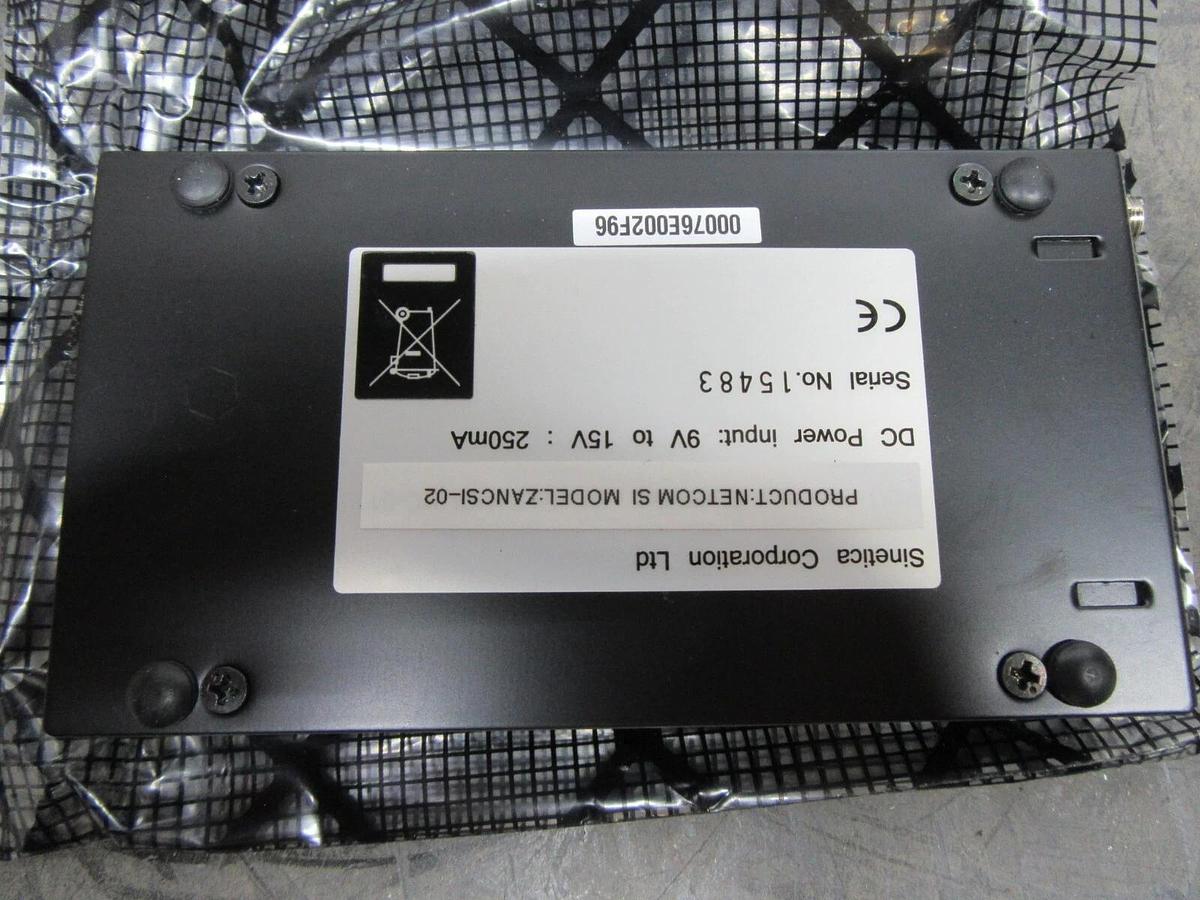 Sinetica Corporation Ltd
PRODUCT:NETCOM SI MODEL:ZANCSI-02
DC Power input: 9V to 15V : 250mA
Serial No.15483
CE
00076E002F96